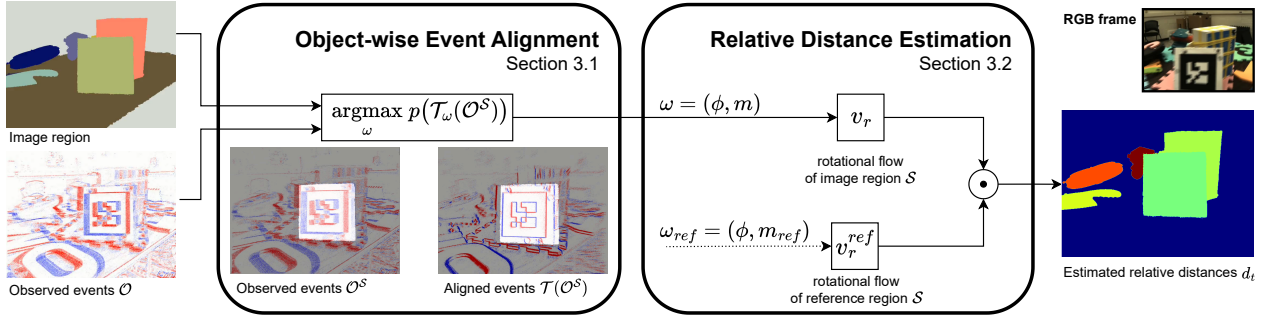 Object-wise Event Alignment
Section 3.1
Relative Distance Estimation
Section 3.2
RGB frame
argmax p(𝒯_ω(𝒪^𝒮))
ω
ω = (ϕ, m)
v_r
Image region
rotational flow
of image region 𝒮
ω_ref = (ϕ, m_ref)
v_r^ref
Observed events 𝒪
Observed events 𝒪^𝒮
Aligned events 𝒯(𝒪^𝒮)
rotational flow
of reference region 𝒮
Estimated relative distances d_t